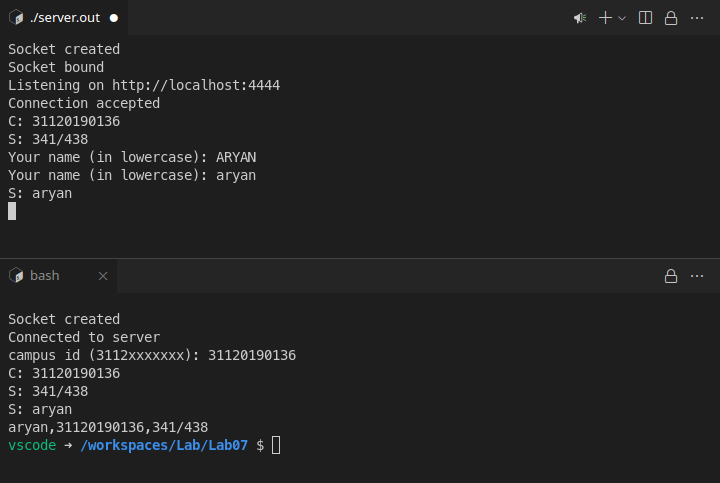 ./server.out
Socket created
Socket bound
Listening on http://localhost:4444
Connection accepted
C: 31120190136
S: 341/438
Your name (in lowercase): ARYAN
Your name (in lowercase): aryan
S: aryan
bash
Socket created
Connected to server
campus id (3112xxxxxxx): 31120190136
C: 31120190136
S: 341/438
S: aryan
aryan,31120190136,341/438
vscode → /workspaces/Lab/Lab07 $